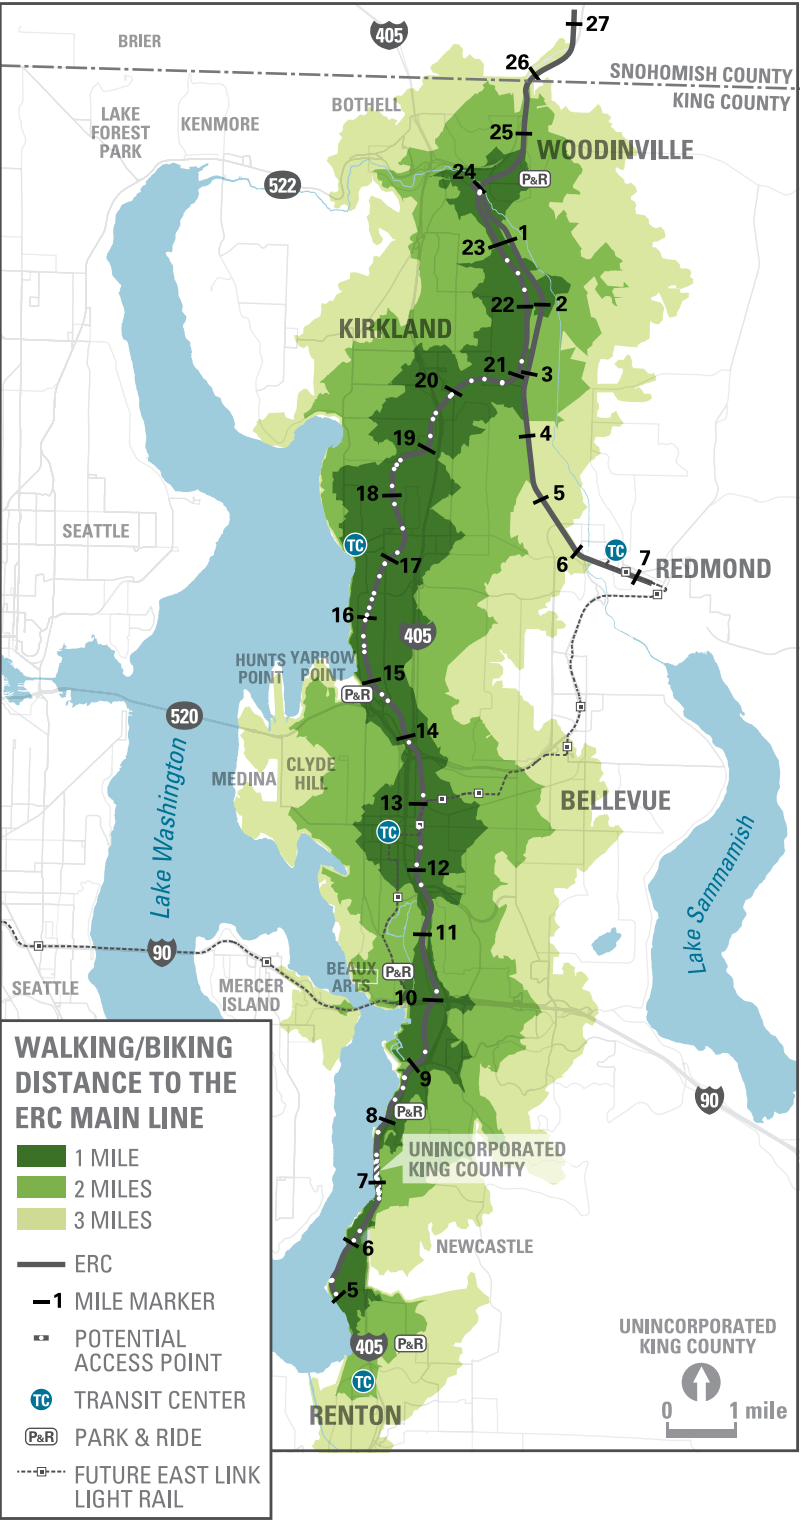 27
405
BRIER
26
SNOHOMISH COUNTY
KING COUNTY
BOTHELL
LAKE
FOREST
PARK
KENMORE
25
WOODINVILLE
24
P&R
522
1
23
22
2
KIRKLAND
21
3
20
4
19
18
5
SEATTLE
TC
17
6
TC
7
REDMOND
16
405
HUNTS
POINT
YARROW
POINT
15
P&R
520
14
Lake Washington
MEDINA
CLYDE
HILL
13
BELLEVUE
TC
12
Lake Sammamish
11
90
SEATTLE
MERCER
ISLAND
BEAUX
ARTS
P&R
10
9
90
8
P&R
UNINCORPORATED
KING COUNTY
7
6
NEWCASTLE
5
405
P&R
TC
RENTON
UNINCORPORATED
KING COUNTY
0
1 mile
WALKING/BIKING
DISTANCE TO THE
ERC MAIN LINE
1 MILE
2 MILES
3 MILES
ERC
1 MILE MARKER
POTENTIAL
ACCESS POINT
TC TRANSIT CENTER
P&R PARK & RIDE
FUTURE EAST LINK
LIGHT RAIL